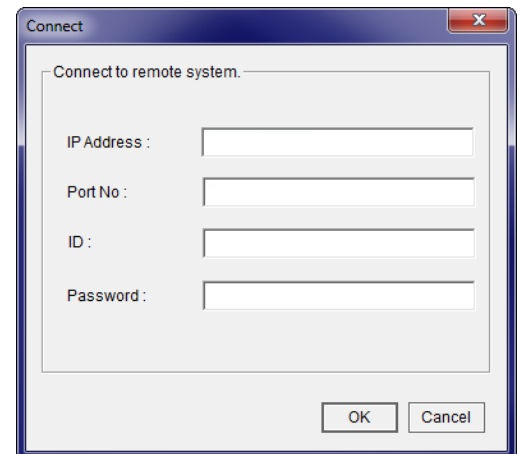 Connect
Connect to remote system.
IP Address :
Port No :
ID :
Password :
OK
Cancel